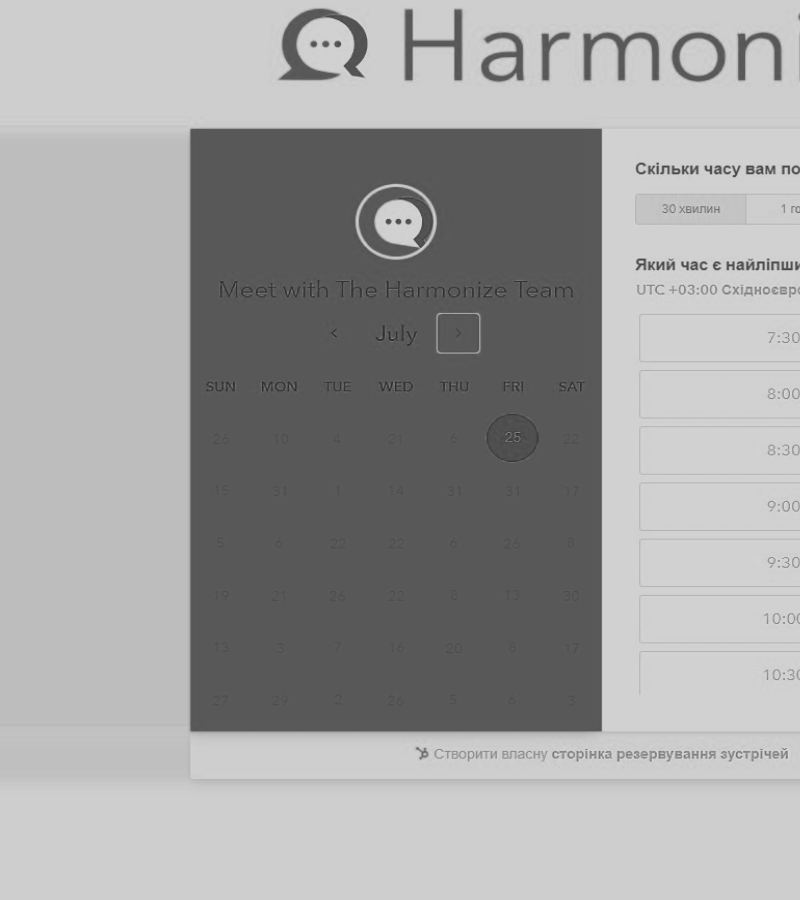 Harmoni
Meet with The Harmonize Team
July
SUN MON TUE WED THU FRI SAT
26 10 4 21 6 25 22
15 31 1 14 31 31 17
5 6 22 22 6 26 8
19 21 26 22 8 13 30
13 3 7 16 20 8 17
27 29 2 26 5 6 3
Скільки часу вам по
30 хвилин 1 го
Який час є найліпши
UTC +03:00 Східноєвро
7:30
8:00
8:30
9:00
9:30
10:00
10:30
Створити власну сторінка резервування зустрічей